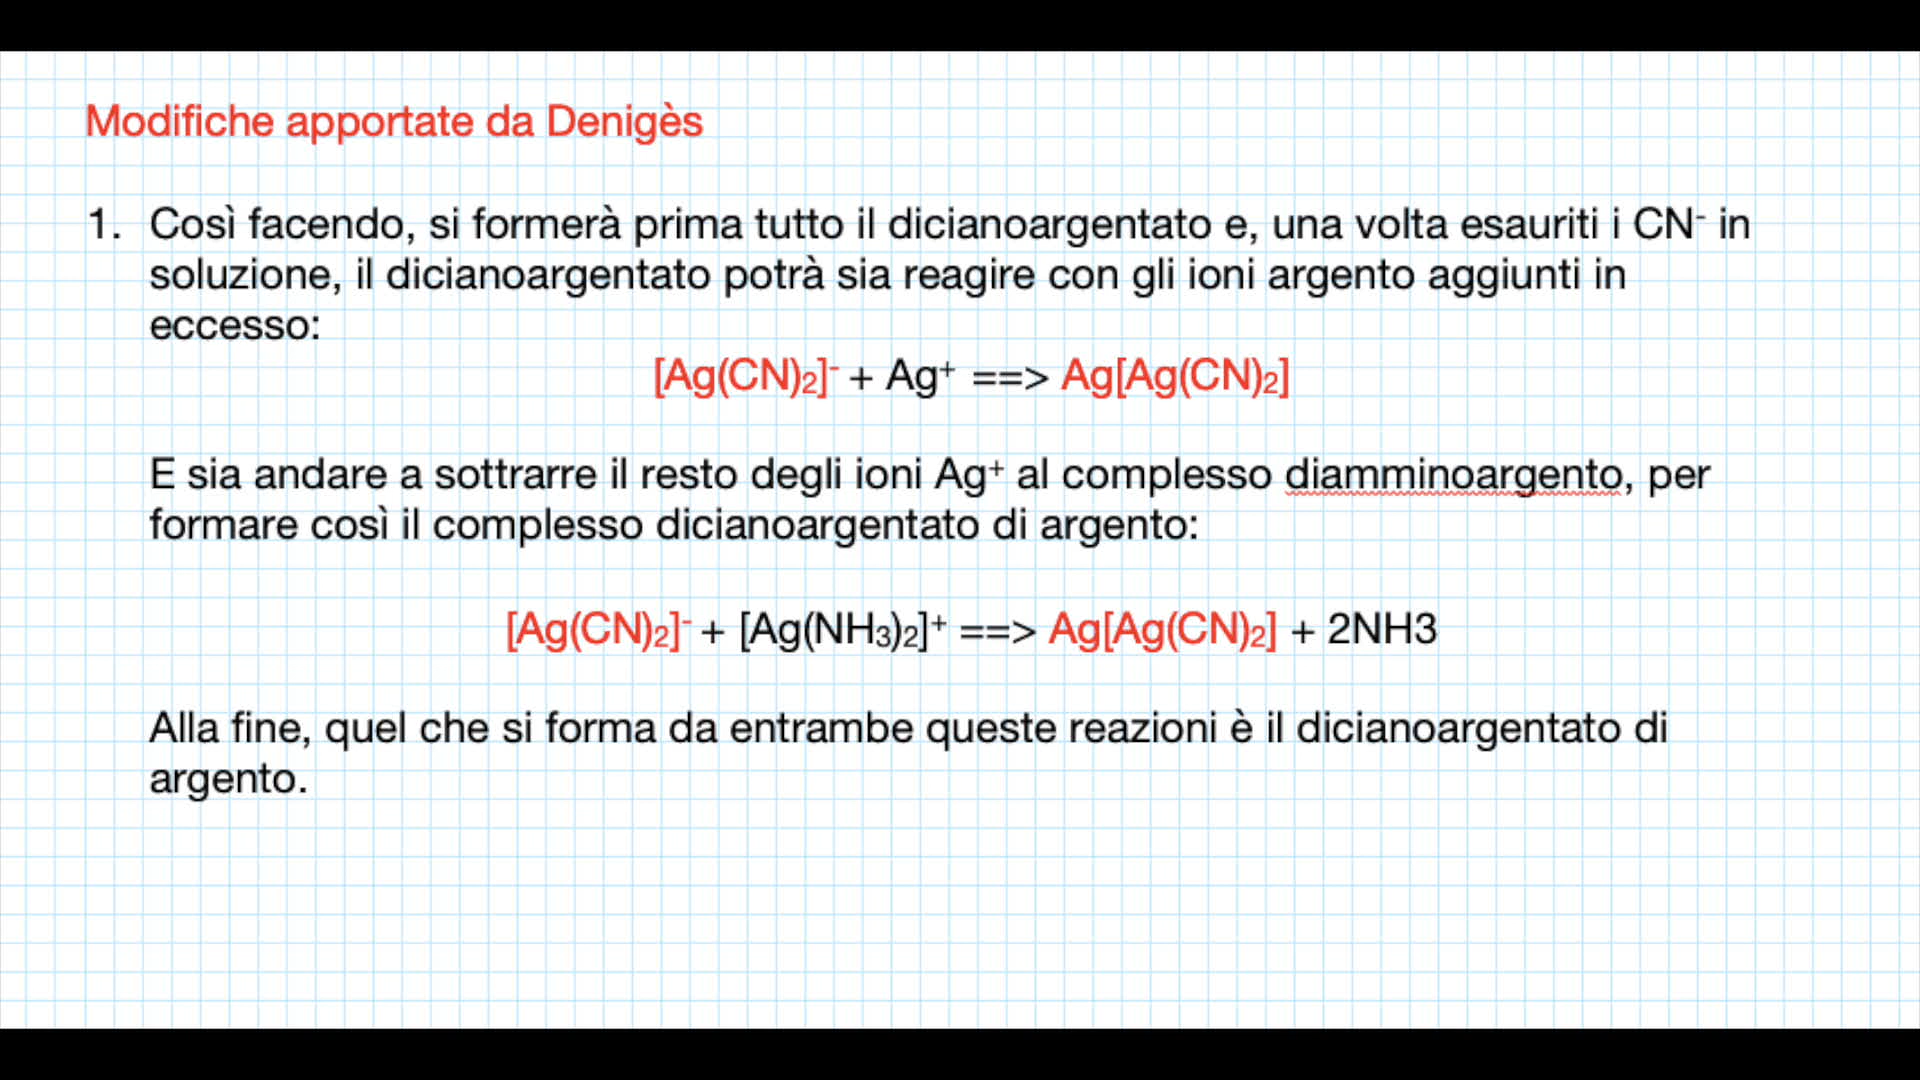 Modifiche apportate da Denigès
1. Così facendo, si formerà prima tutto il dicianoargentato e, una volta esauriti i CN⁻ in
soluzione, il dicianoargentato potrà sia reagire con gli ioni argento aggiunti in
eccesso:
[Ag(CN)₂]⁻ + Ag⁺ ==> Ag[Ag(CN)₂]
E sia andare a sottrarre il resto degli ioni Ag⁺ al complesso diamminoargento, per
formare così il complesso dicianoargentato di argento:
[Ag(CN)₂]⁻ + [Ag(NH₃)₂]⁺ ==> Ag[Ag(CN)₂] + 2NH3
Alla fine, quel che si forma da entrambe queste reazioni è il dicianoargentato di
argento.